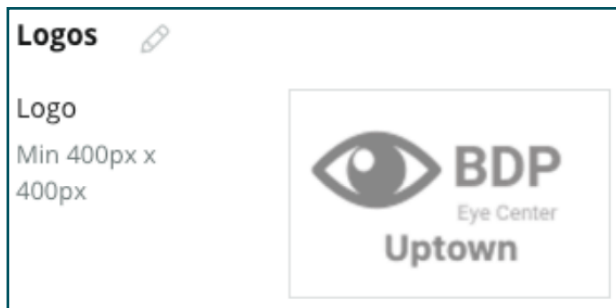 Logos
Logo
Min 400px x
400px
BDP
Eye Center
Uptown